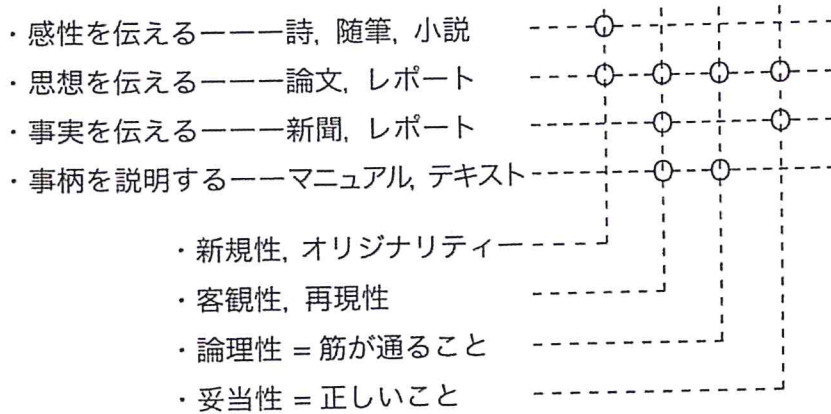 ・感性を伝える———詩, 随筆, 小説
・思想を伝える———論文, レポート
・事実を伝える———新聞, レポート
・事柄を説明する——マニュアル, テキスト
・新規性, オリジナリティー
・客観性, 再現性
・論理性 = 筋が通ること
・妥当性 = 正しいこと